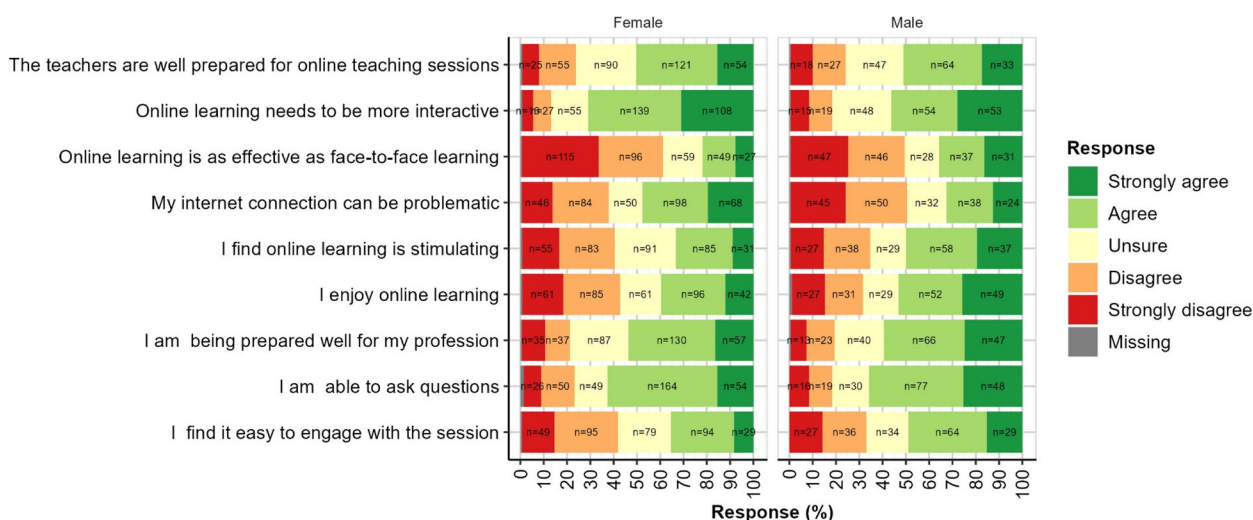 Female Male
The teachers are well prepared for online teaching sessions n=25 n=55 n=90 n=121 n=54 n=18 n=27 n=47 n=64 n=33
Online learning needs to be more interactive n=27 n=55 n=139 n=108 n=15 n=19 n=48 n=54 n=53
Online learning is as effective as face-to-face learning n=115 n=96 n=59 n=49 n=27 n=47 n=46 n=28 n=37 n=31
My internet connection can be problematic n=46 n=84 n=50 n=98 n=68 n=45 n=50 n=32 n=38 n=24
I find online learning is stimulating n=55 n=83 n=91 n=85 n=31 n=27 n=38 n=29 n=58 n=37
I enjoy online learning n=61 n=85 n=61 n=96 n=42 n=27 n=31 n=29 n=52 n=49
I am being prepared well for my profession n=35 n=37 n=87 n=130 n=57 n=13 n=23 n=40 n=66 n=47
I am able to ask questions n=26 n=50 n=49 n=164 n=54 n=16 n=19 n=30 n=77 n=48
I find it easy to engage with the session n=49 n=95 n=79 n=94 n=29 n=27 n=36 n=34 n=64 n=29
0 10 20 30 40 50 60 70 80 90 100 0 10 20 30 40 50 60 70 80 90 100
Response (%)
Response
Strongly agree
Agree
Unsure
Disagree
Strongly disagree
Missing